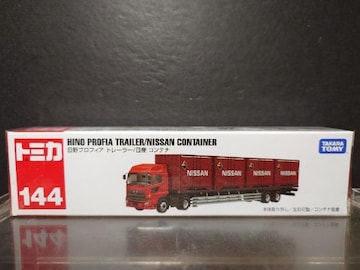 トミカ
144
HINO PROFIA TRAILER/NISSAN CONTAINER
日野プロフィア トレーラー/日産 コンテナ
NISSAN
NISSAN
NISSAN
NISSAN
TAKARA
TOMY